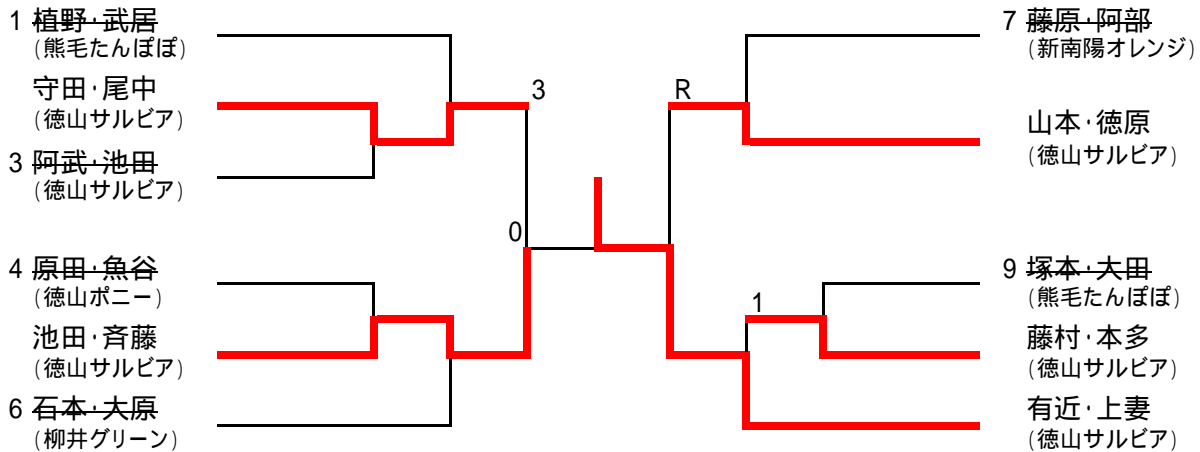 1 植野・武居
(熊毛たんぽぽ)
守田・尾中
(徳山サルビア)
3 阿武・池田
(徳山サルビア)
4 原田・魚谷
(徳山ポニー)
池田・斉藤
(徳山サルビア)
6 石本・大原
(柳井グリーン)
3
0
R
1
7 藤原・阿部
(新南陽オレンジ)
山本・徳原
(徳山サルビア)
9 塚本・大田
(熊毛たんぽぽ)
藤村・本多
(徳山サルビア)
有近・上妻
(徳山サルビア)